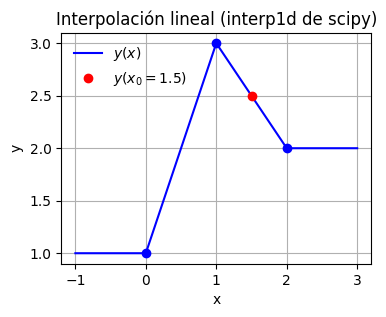 Interpolación lineal (interp1d de scipy)
y(x)
y(x₀ = 1.5)
3.0
2.5
2.0
1.5
1.0
y
−1 0 1 2 3
x